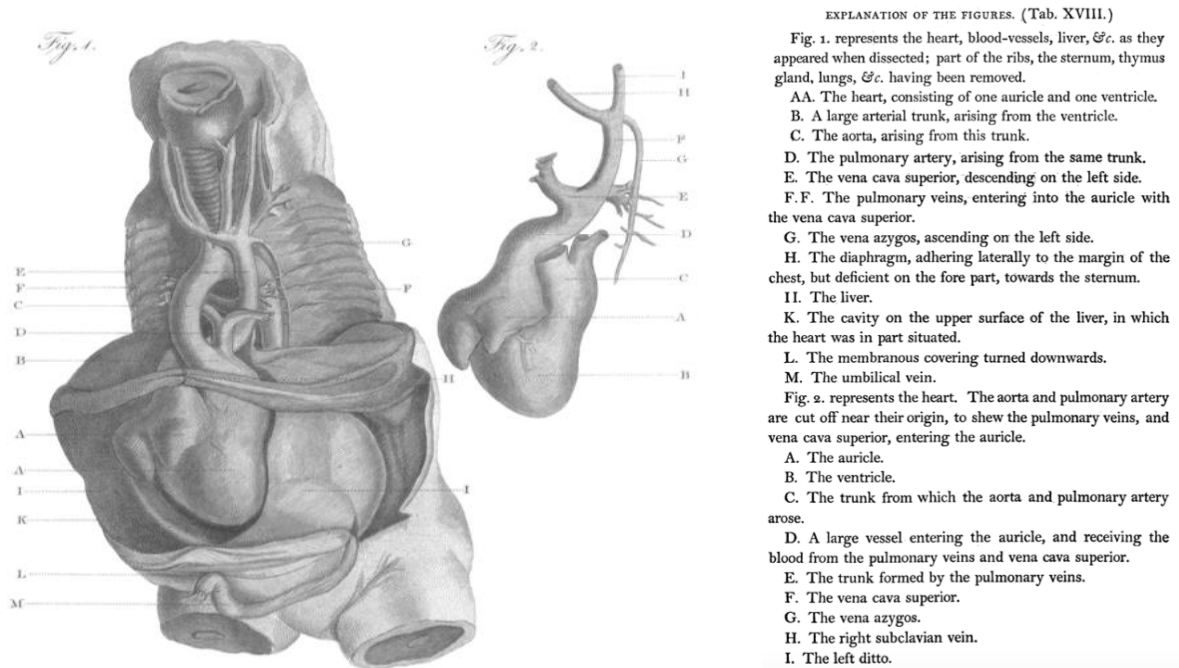 Fig. 1.
E
F
C
D
B
A
A
I
K
L
M
G
F
H
I
Fig. 2.
I
H
F
G
E
D
C
A
B
EXPLANATION OF THE FIGURES. (Tab. XVIII.)
Fig. 1. represents the heart, blood-vessels, liver, &c. as they
appeared when dissected; part of the ribs, the sternum, thymus
gland, lungs, &c. having been removed.
AA. The heart, consisting of one auricle and one ventricle.
B. A large arterial trunk, arising from the ventricle.
C. The aorta, arising from this trunk.
D. The pulmonary artery, arising from the same trunk.
E. The vena cava superior, descending on the left side.
F. F. The pulmonary veins, entering into the auricle with
the vena cava superior.
G. The vena azygos, ascending on the left side.
H. The diaphragm, adhering laterally to the margin of the
chest, but deficient on the fore part, towards the sternum.
II. The liver.
K. The cavity on the upper surface of the liver, in which
the heart was in part situated.
L. The membranous covering turned downwards.
M. The umbilical vein.
Fig. 2. represents the heart. The aorta and pulmonary artery
are cut off near their origin, to shew the pulmonary veins, and
vena cava superior, entering the auricle.
A. The auricle.
B. The ventricle.
C. The trunk from which the aorta and pulmonary artery
arose.
D. A large vessel entering the auricle, and receiving the
blood from the pulmonary veins and vena cava superior.
E. The trunk formed by the pulmonary veins.
F. The vena cava superior.
G. The vena azygos.
H. The right subclavian vein.
I. The left ditto.